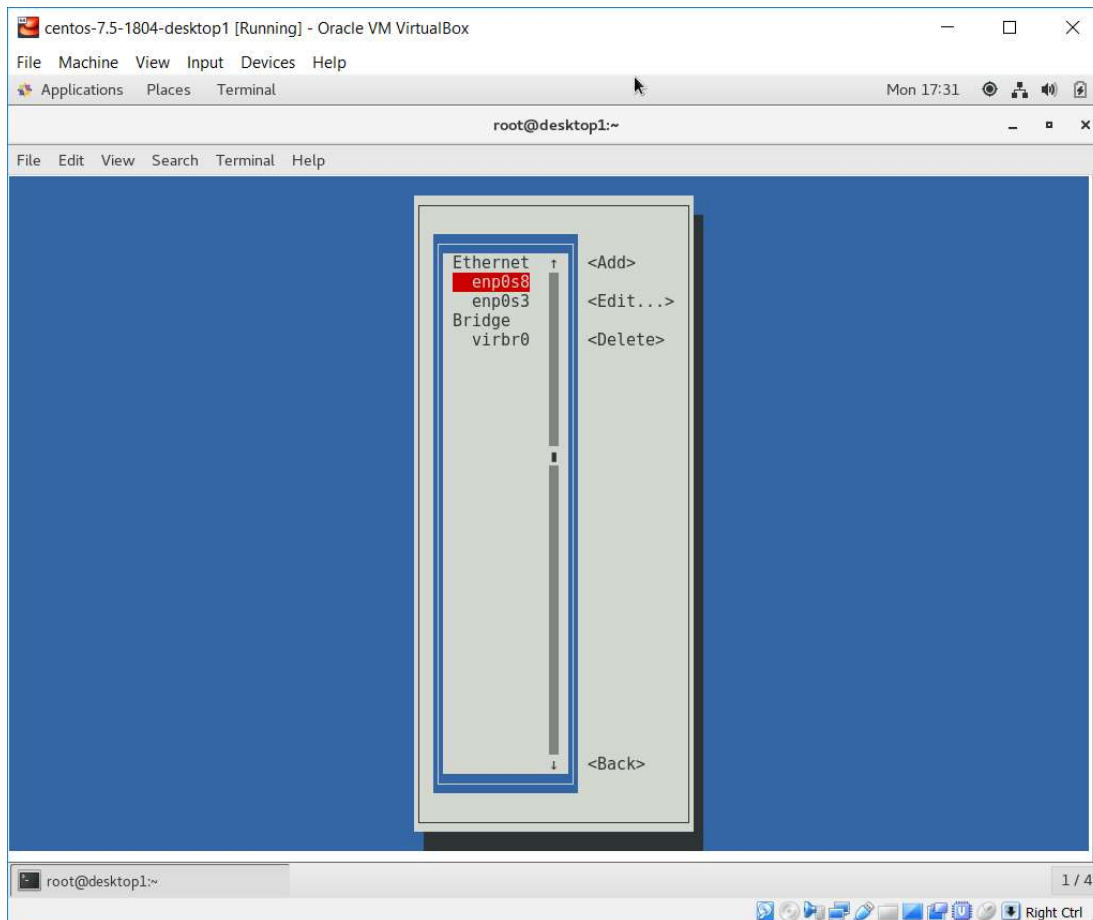 centos-7.5-1804-desktop1 [Running] - Oracle VM VirtualBox
File Machine View Input Devices Help
Applications Places Terminal Mon 17:31
root@desktop1:~
File Edit View Search Terminal Help
Ethernet ↑ <Add>
enp0s8
enp0s3 <Edit...>
Bridge
virbr0 <Delete>
↓ <Back>
root@desktop1:~ 1 / 4
Right Ctrl